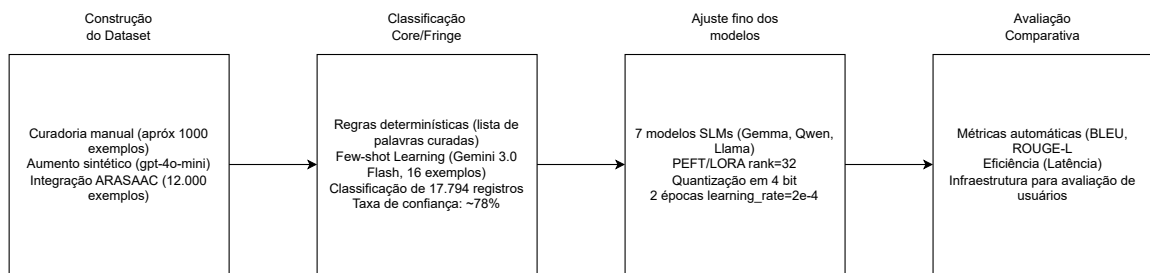 Construção
do Dataset
Curadoria manual (apróx 1000
exemplos)
Aumento sintético (gpt-4o-mini)
Integração ARASAAC (12.000
exemplos)
Classificação
Core/Fringe
Regras determinísticas (lista de
palavras curadas)
Few-shot Learning (Gemini 3.0
Flash, 16 exemplos)
Classificação de 17.794 registros
Taxa de confiança: ~78%
Ajuste fino dos
modelos
7 modelos SLMs (Gemma, Qwen,
Llama)
PEFT/LORA rank=32
Quantização em 4 bit
2 épocas learning_rate=2e-4
Avaliação
Comparativa
Métricas automáticas (BLEU,
ROUGE-L)
Eficiência (Latência)
Infraestrutura para avaliação de
usuários